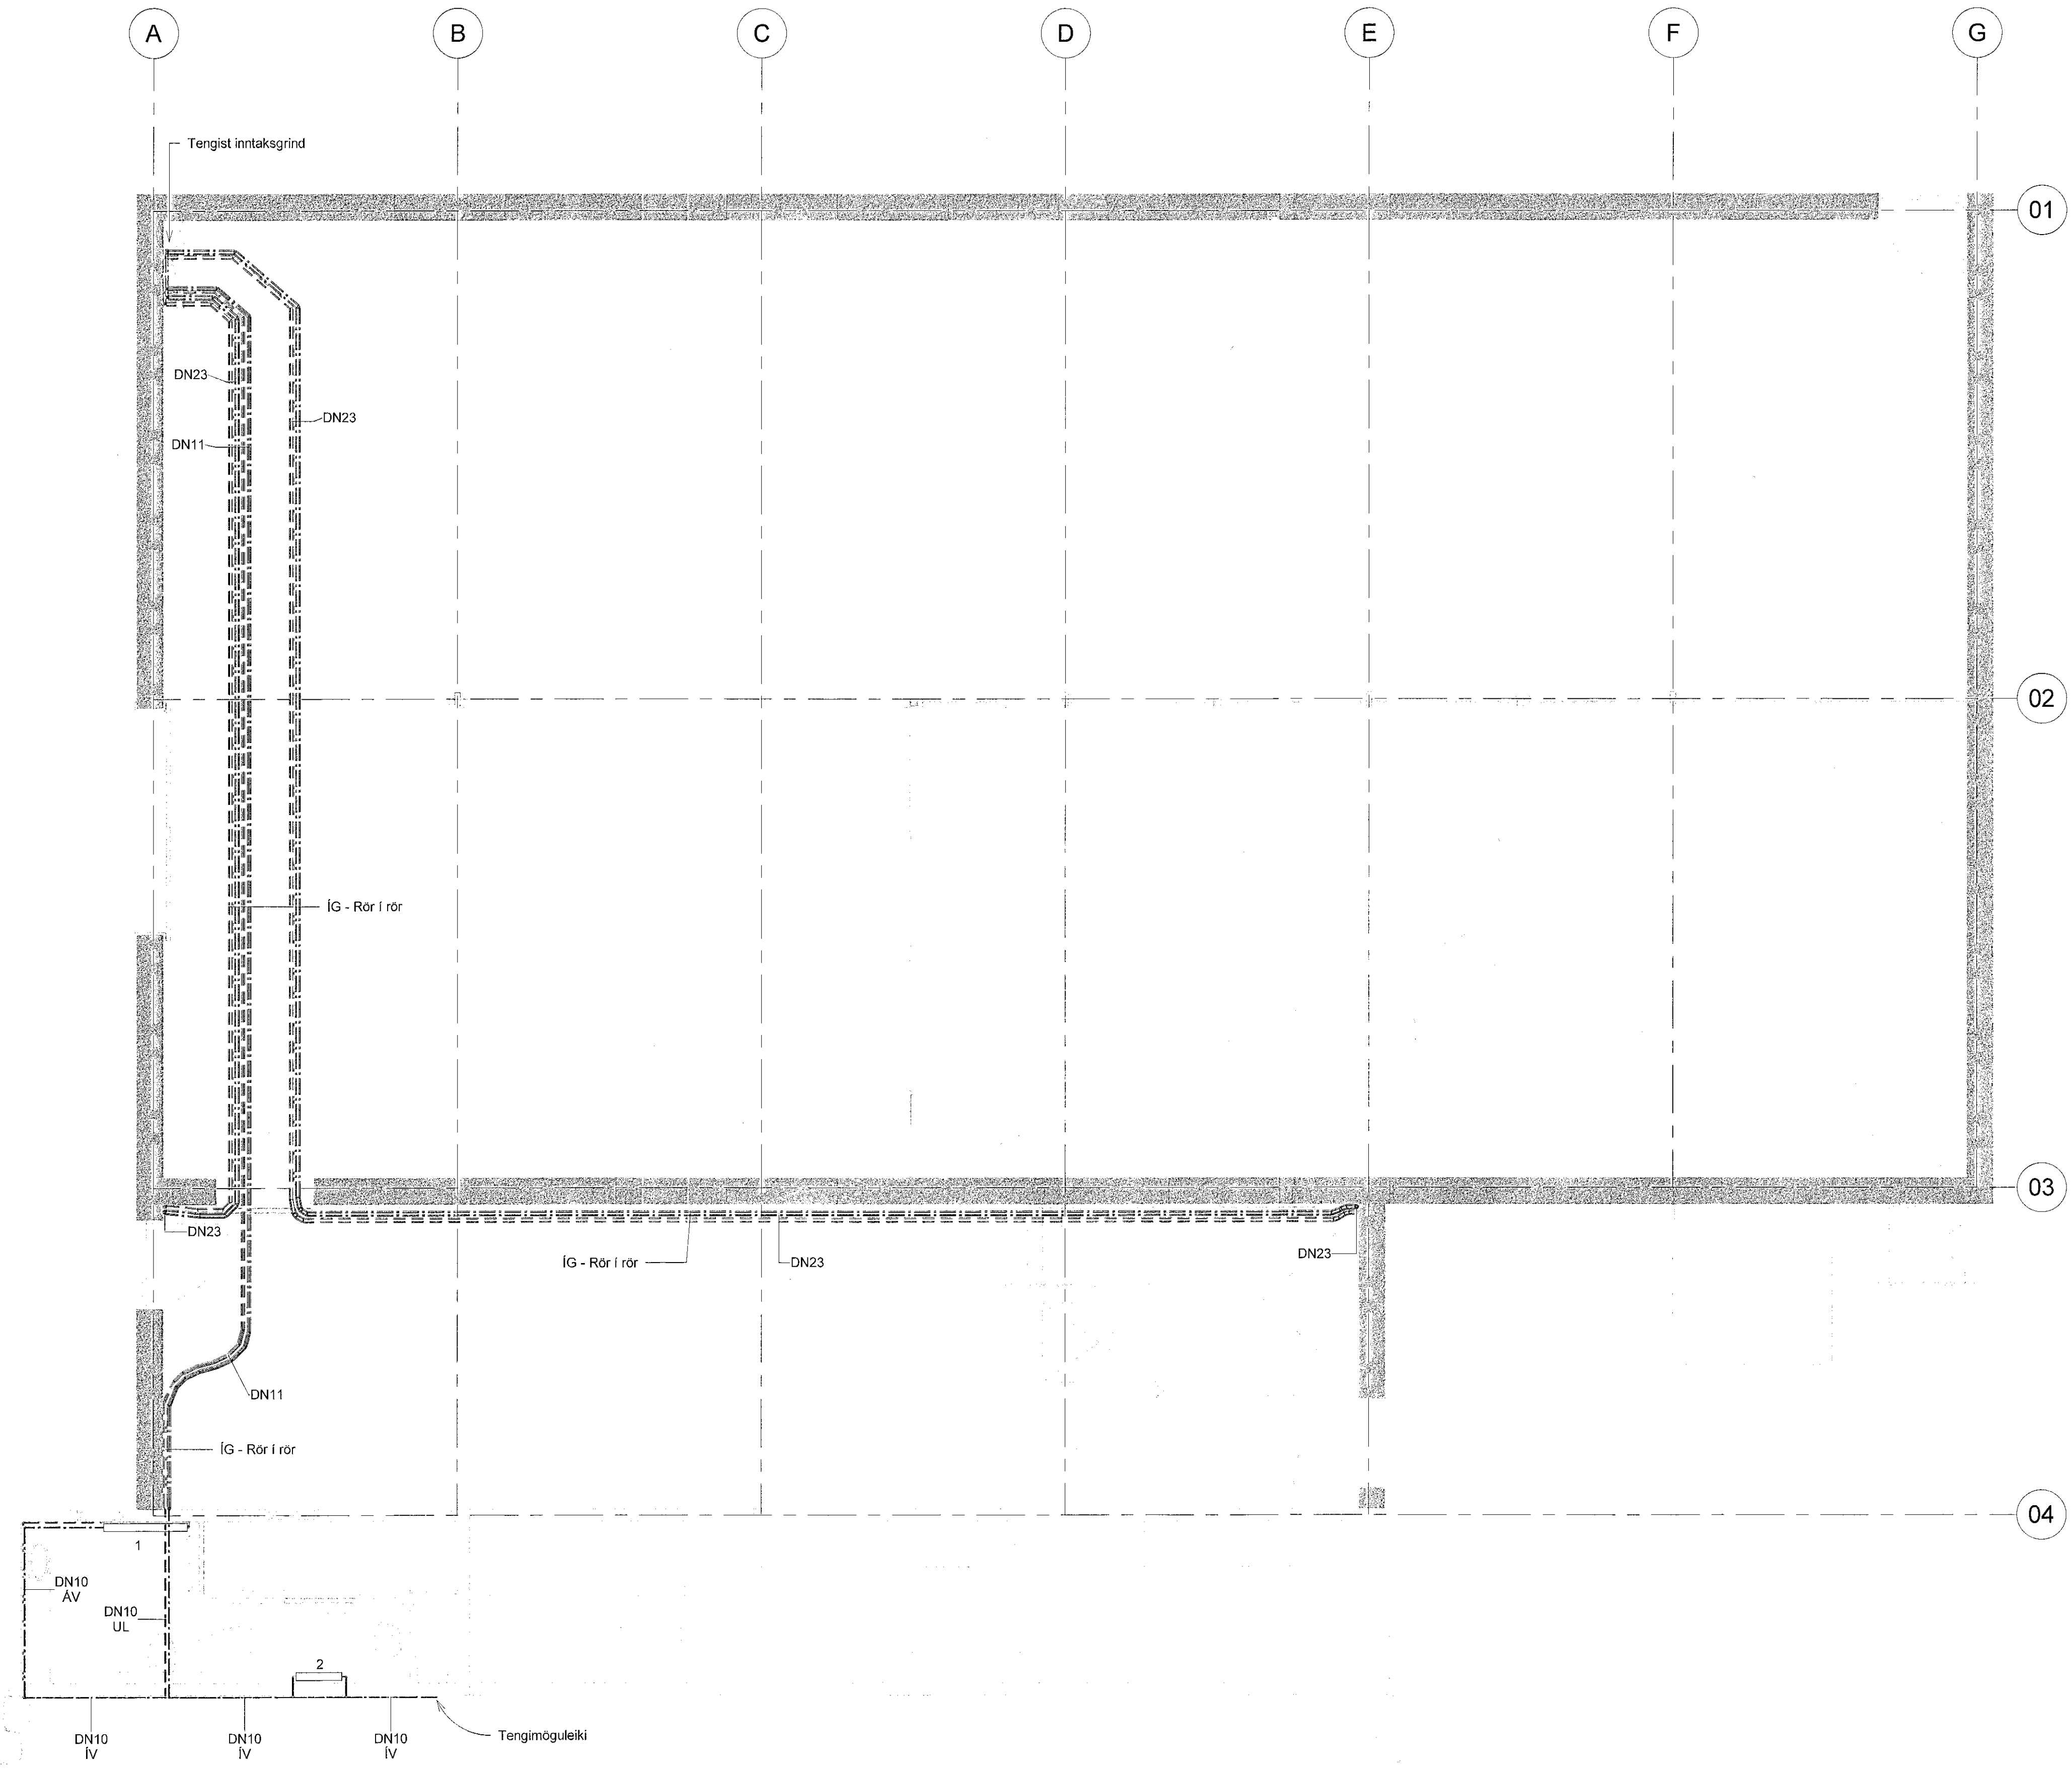 A
B
C
D
E
F
G
Tengist inntaksgrind
01
DN23
DN23
DN11
02
ÍG - Rör í rör
03
DN23
ÍG - Rör í rör
DN23
DN23
DN11
ÍG - Rör í rör
04
1
DN10
ÁV
DN10
UL
2
DN10
ÍV
DN10
ÍV
DN10
ÍV
Tengimöguleiki